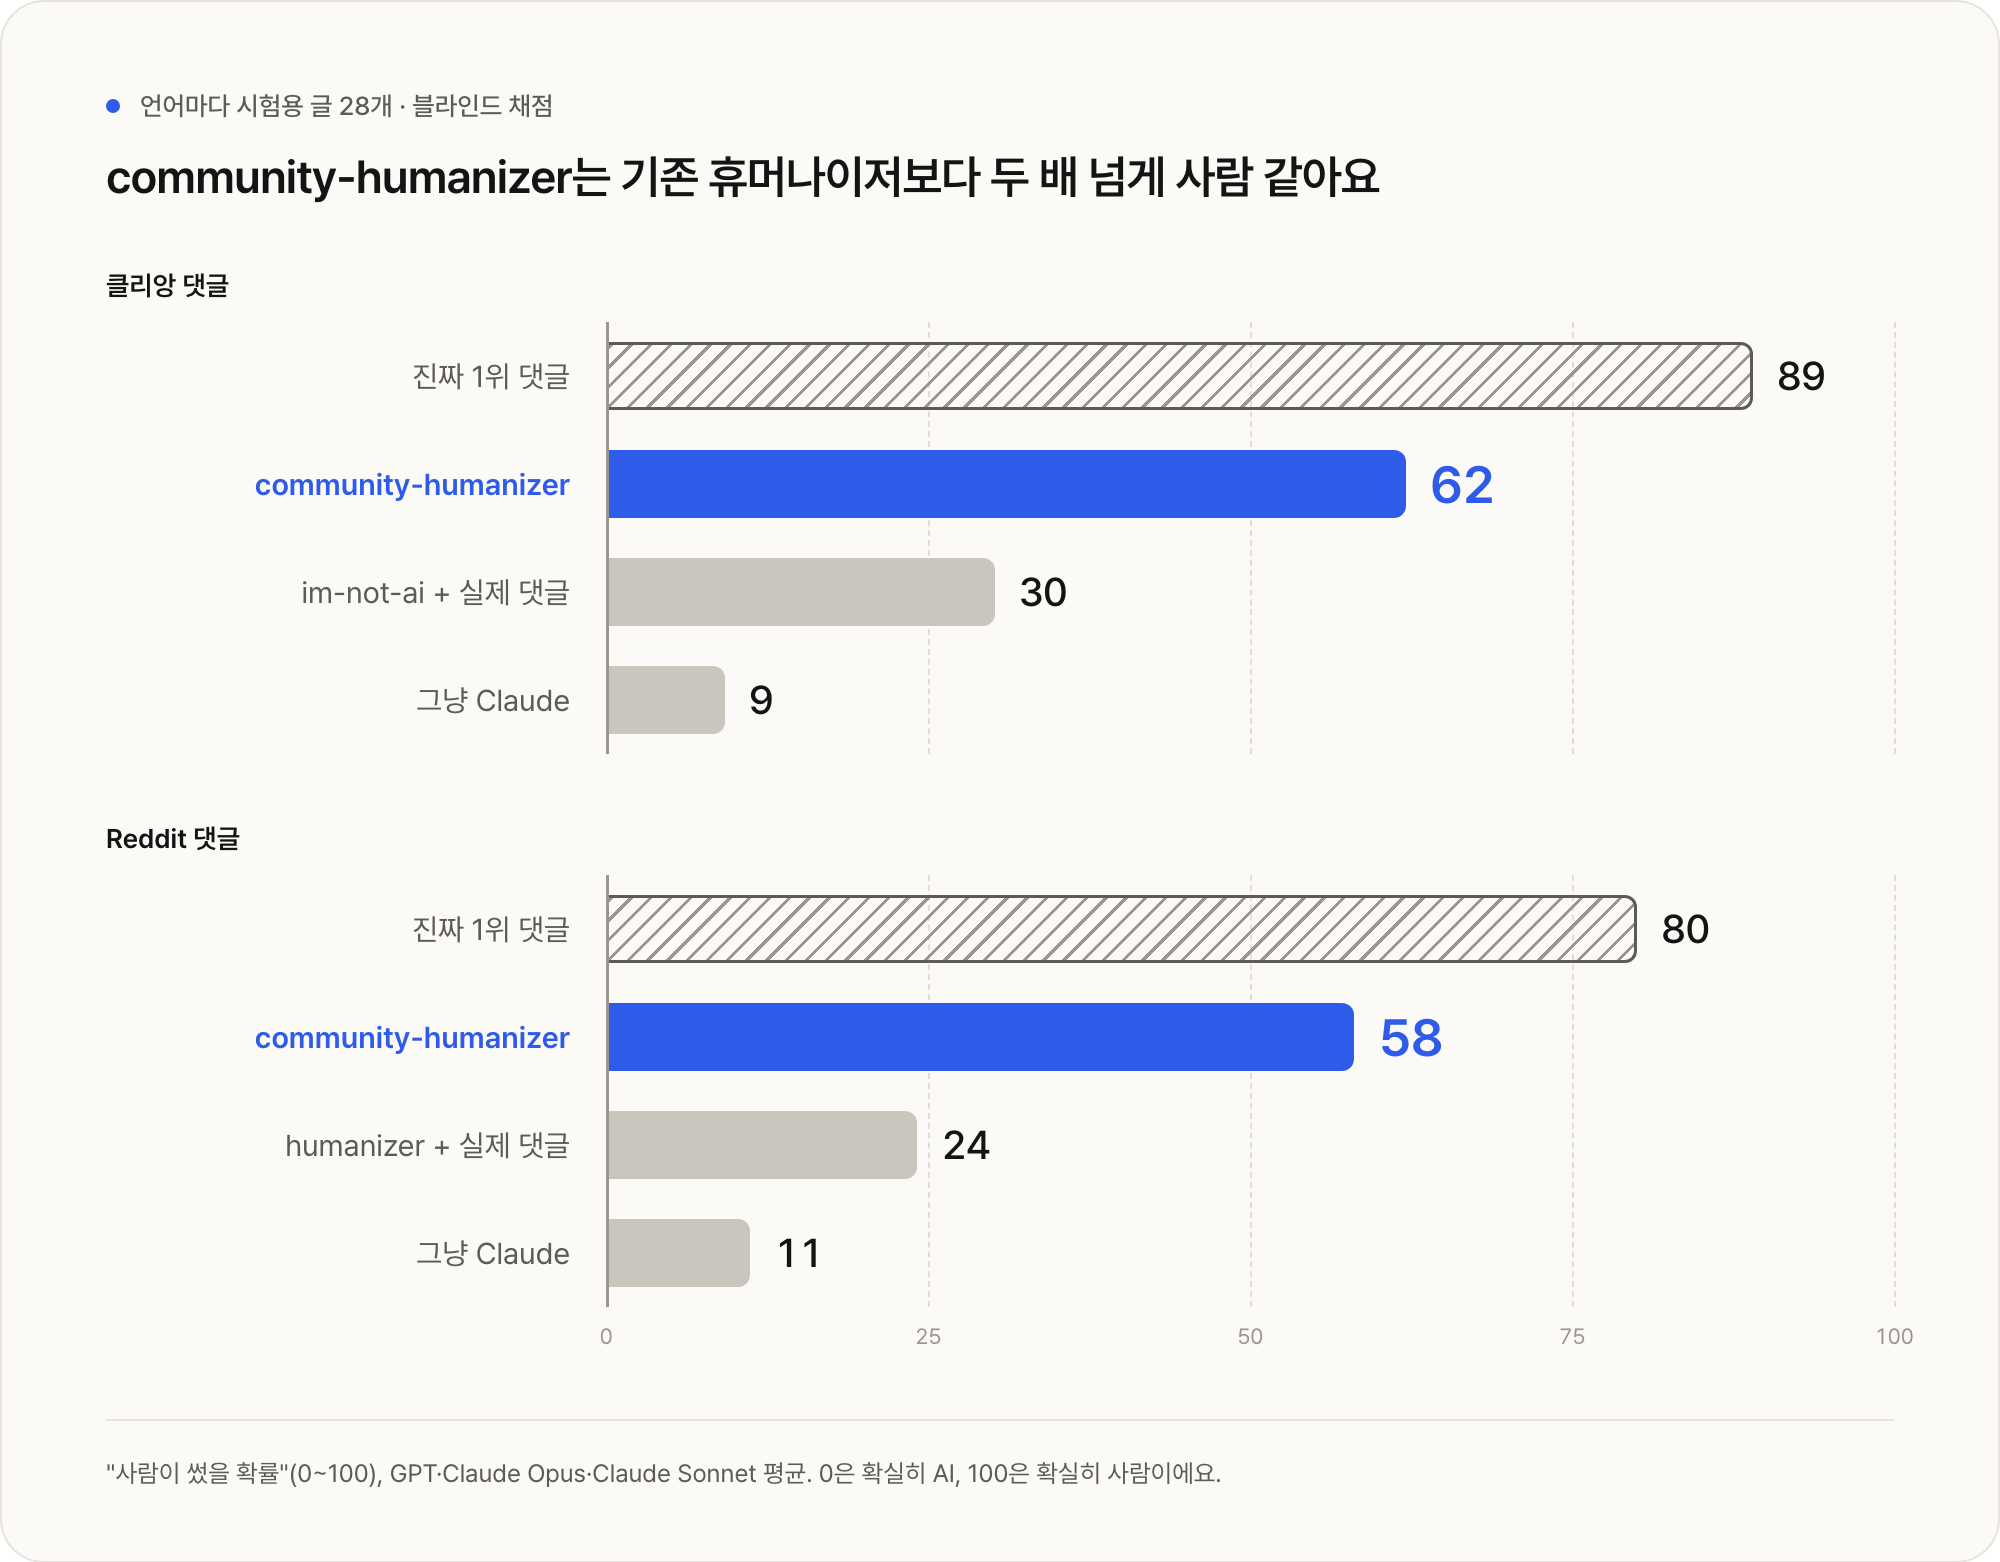 언어마다 시험용 글 28개 · 블라인드 채점
community-humanizer는 기존 휴머나이저보다 두 배 넘게 사람 같아요
클리앙 댓글
진짜 1위 댓글 89
community-humanizer 62
im-not-ai + 실제 댓글 30
그냥 Claude 9
Reddit 댓글
진짜 1위 댓글 80
community-humanizer 58
humanizer + 실제 댓글 24
그냥 Claude 11
0 25 50 75 100
"사람이 썼을 확률"(0~100), GPT·Claude Opus·Claude Sonnet 평균. 0은 확실히 AI, 100은 확실히 사람이에요.